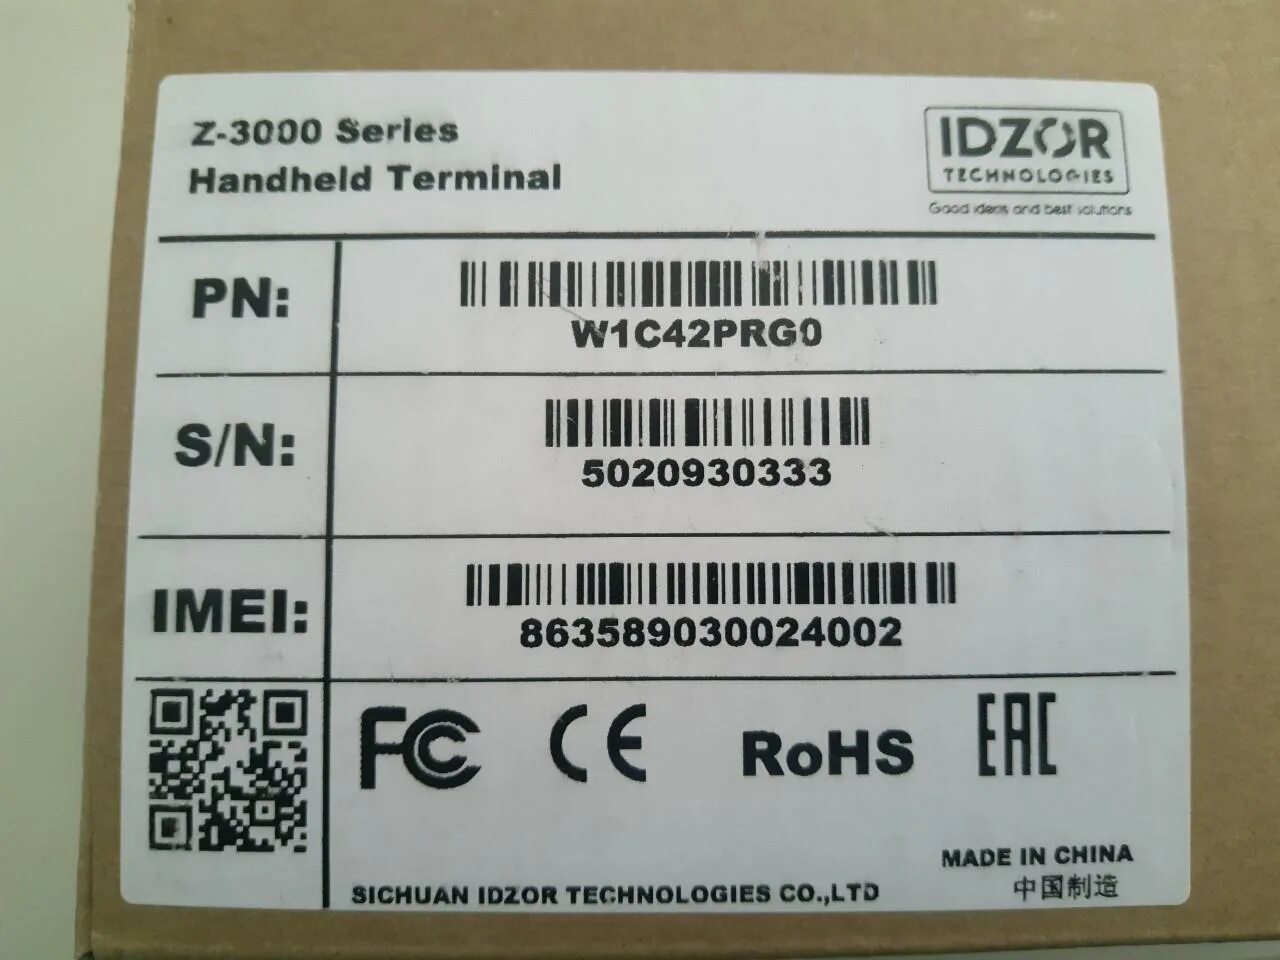 Z-3000 Series
Handheld Terminal
IDZOR
TECHNOLOGIES
Good ideas and best solutions
PN:
W1C42PRG0
S/N:
5020930333
IMEI:
863589030024002
FC CE RoHS EAC
MADE IN CHINA
中国制造
SICHUAN IDZOR TECHNOLOGIES CO.,LTD